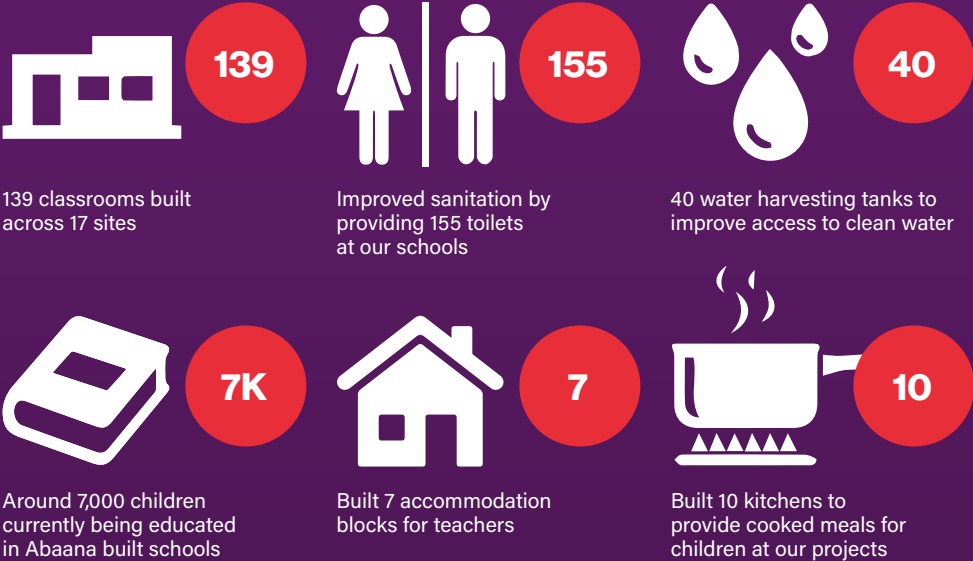 139
139 classrooms built
across 17 sites
155
Improved sanitation by
providing 155 toilets
at our schools
40
40 water harvesting tanks to
improve access to clean water
7K
Around 7,000 children
currently being educated
in Abaana built schools
7
Built 7 accommodation
blocks for teachers
10
Built 10 kitchens to
provide cooked meals for
children at our projects